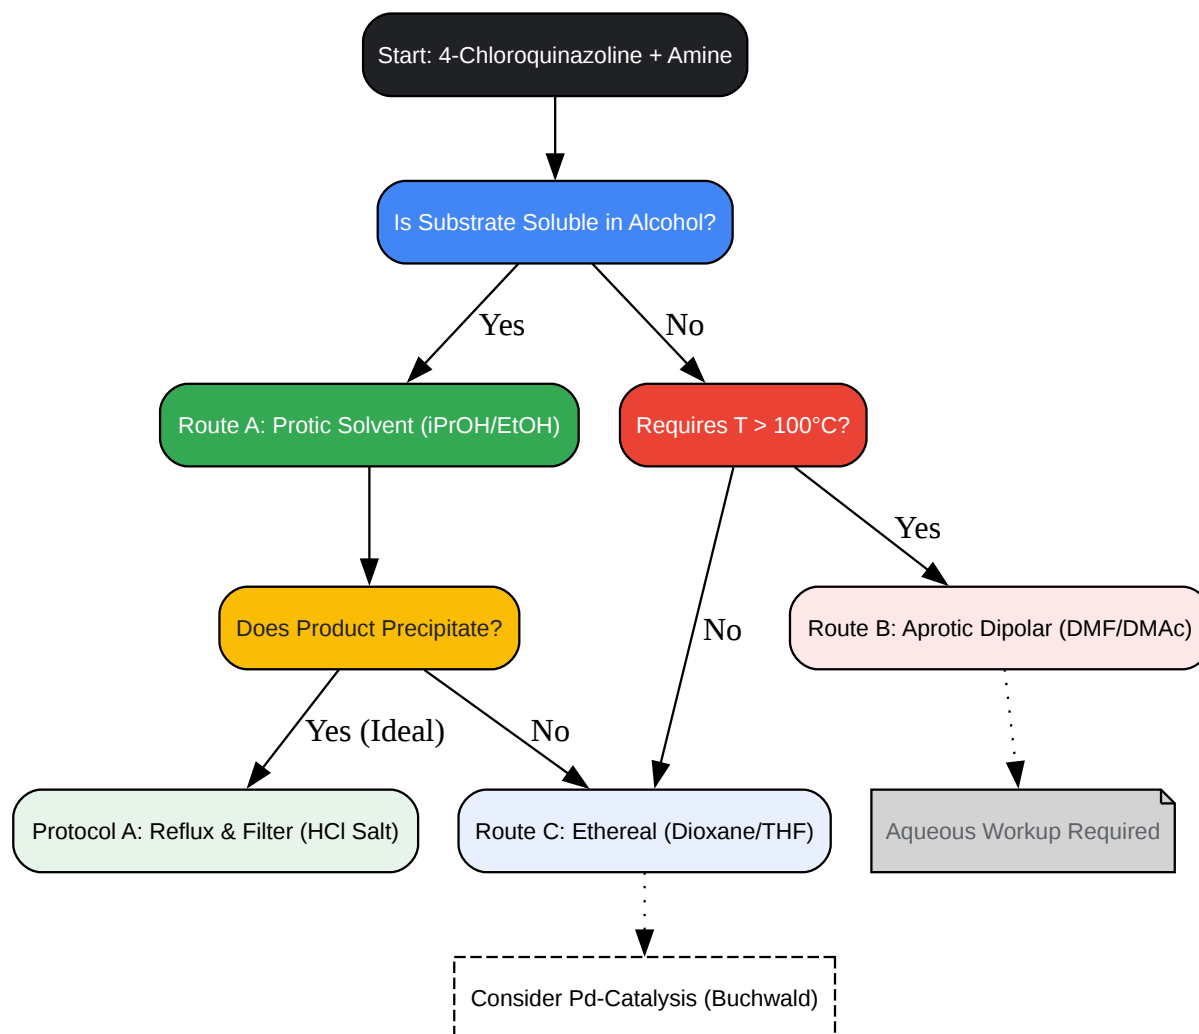 Start: 4-Chloroquinazoline + Amine
Is Substrate Soluble in Alcohol?
Yes
No
Route A: Protic Solvent (iPrOH/EtOH)
Requires T > 100°C?
Yes
No
Does Product Precipitate?
Route B: Aprotic Dipolar (DMF/DMAc)
Yes (Ideal)
No
Protocol A: Reflux & Filter (HCl Salt)
Route C: Ethereal (Dioxane/THF)
Aqueous Workup Required
Consider Pd-Catalysis (Buchwald)